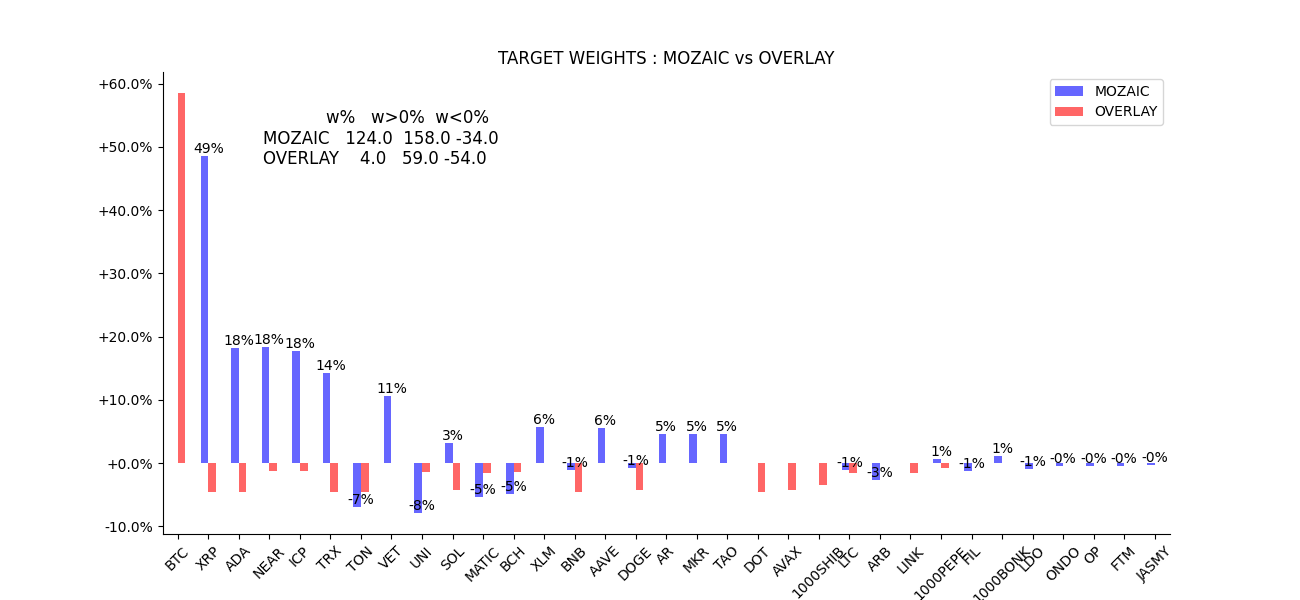 TARGET WEIGHTS : MOZAIC vs OVERLAY
+60.0%
+50.0%
+40.0%
+30.0%
+20.0%
+10.0%
+0.0%
-10.0%
w% w>0% w<0%
MOZAIC 124.0 158.0 -34.0
OVERLAY 4.0 59.0 -54.0
MOZAIC
OVERLAY
49%
18%
18%
18%
14%
-7%
11%
-8%
3%
-5%
-5%
6%
-1%
6%
-1%
5%
5%
5%
-1%
-3%
1%
-1%
1%
-1%
-0%
-0%
-0%
-0%
BTC
XRP
ADA
NEAR
ICP
TRX
TON
VET
UNI
SOL
MATIC
BCH
XLM
BNB
AAVE
DOGE
AR
MKR
TAO
DOT
AVAX
1000SHIB
LTC
ARB
LINK
1000PEPE
FIL
1000BONK
LDO
ONDO
OP
FTM
JASMY